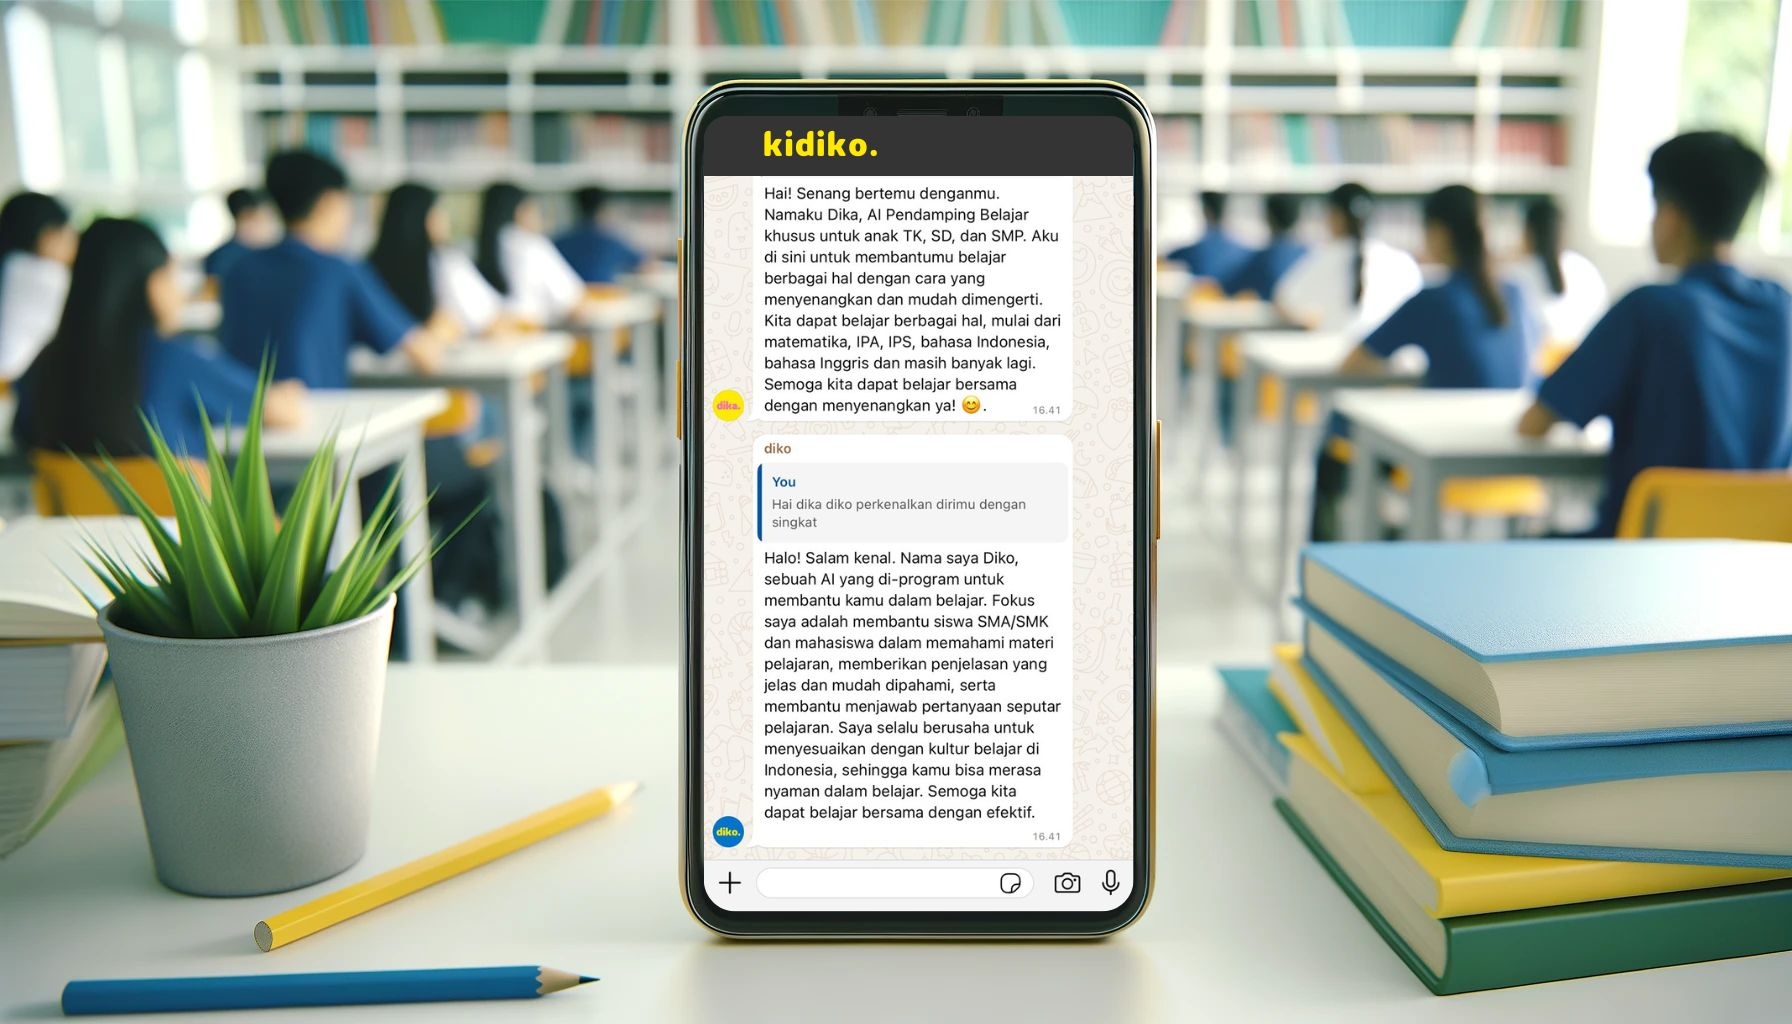 kidiko.
Hai! Senang bertemu denganmu.
Namaku Dika, AI Pendamping Belajar
khusus untuk anak TK, SD, dan SMP. Aku
di sini untuk membantumu belajar
berbagai hal dengan cara yang
menyenangkan dan mudah dimengerti.
Kita dapat belajar berbagai hal, mulai dari
matematika, IPA, IPS, bahasa Indonesia,
bahasa Inggris dan masih banyak lagi.
Semoga kita dapat belajar bersama
dengan menyenangkan ya! 😊.
16.41
dika.
diko
You
Hai dika diko perkenalkan dirimu dengan
singkat
Halo! Salam kenal. Nama saya Diko,
sebuah AI yang di-program untuk
membantu kamu dalam belajar. Fokus
saya adalah membantu siswa SMA/SMK
dan mahasiswa dalam memahami materi
pelajaran, memberikan penjelasan yang
jelas dan mudah dipahami, serta
membantu menjawab pertanyaan seputar
pelajaran. Saya selalu berusaha untuk
menyesuaikan dengan kultur belajar di
Indonesia, sehingga kamu bisa merasa
nyaman dalam belajar. Semoga kita
dapat belajar bersama dengan efektif.
16.41
diko.